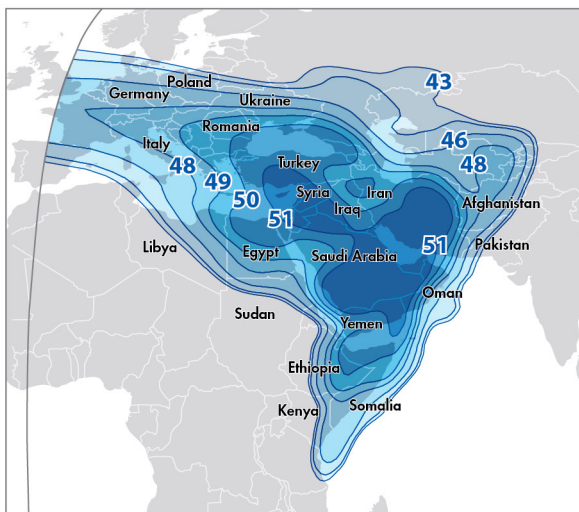 43
Poland
Germany
Ukraine
Romania
46
Italy
48
48
Turkey
49
Syria
Iran
50
Iraq
Afghanistan
51
Libya
Egypt
Saudi Arabia
51
Pakistan
Oman
Sudan
Yemen
Ethiopia
Kenya
Somalia